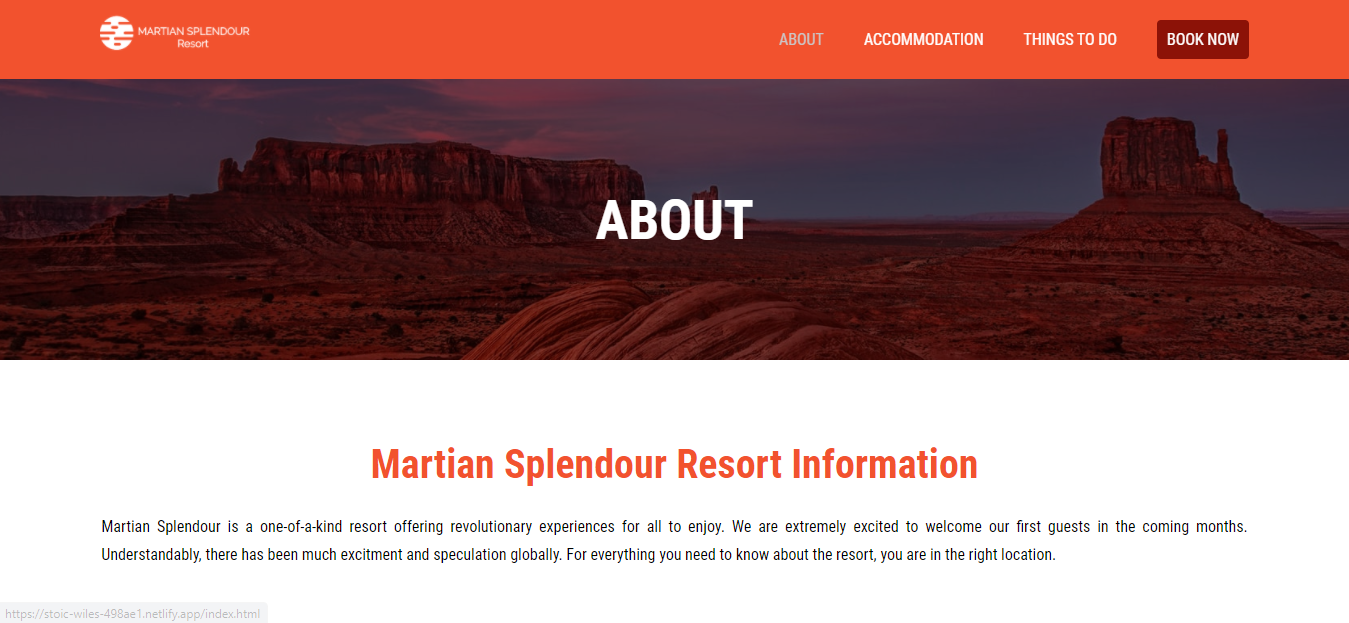 MARTIAN SPLENDOUR
Resort
ABOUT
ACCOMMODATION
THINGS TO DO
BOOK NOW
ABOUT
Martian Splendour Resort Information
Martian Splendour is a one-of-a-kind resort offering revolutionary experiences for all to enjoy. We are extremely excited to welcome our first guests in the coming months.
Understandably, there has been much excitment and speculation globally. For everything you need to know about the resort, you are in the right location.
https://stoic-wiles-498ae1.netlify.app/index.html